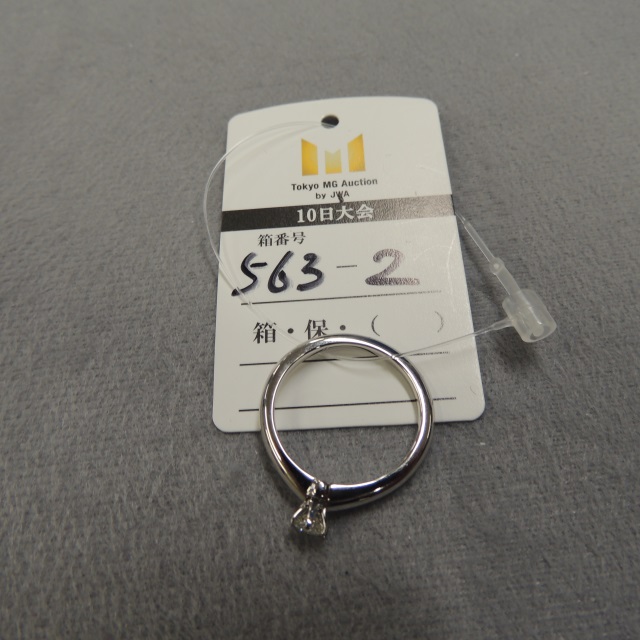 Tokyo MG Auction
by JWA
10日大会
箱番号
563-2
箱・保・（　　）